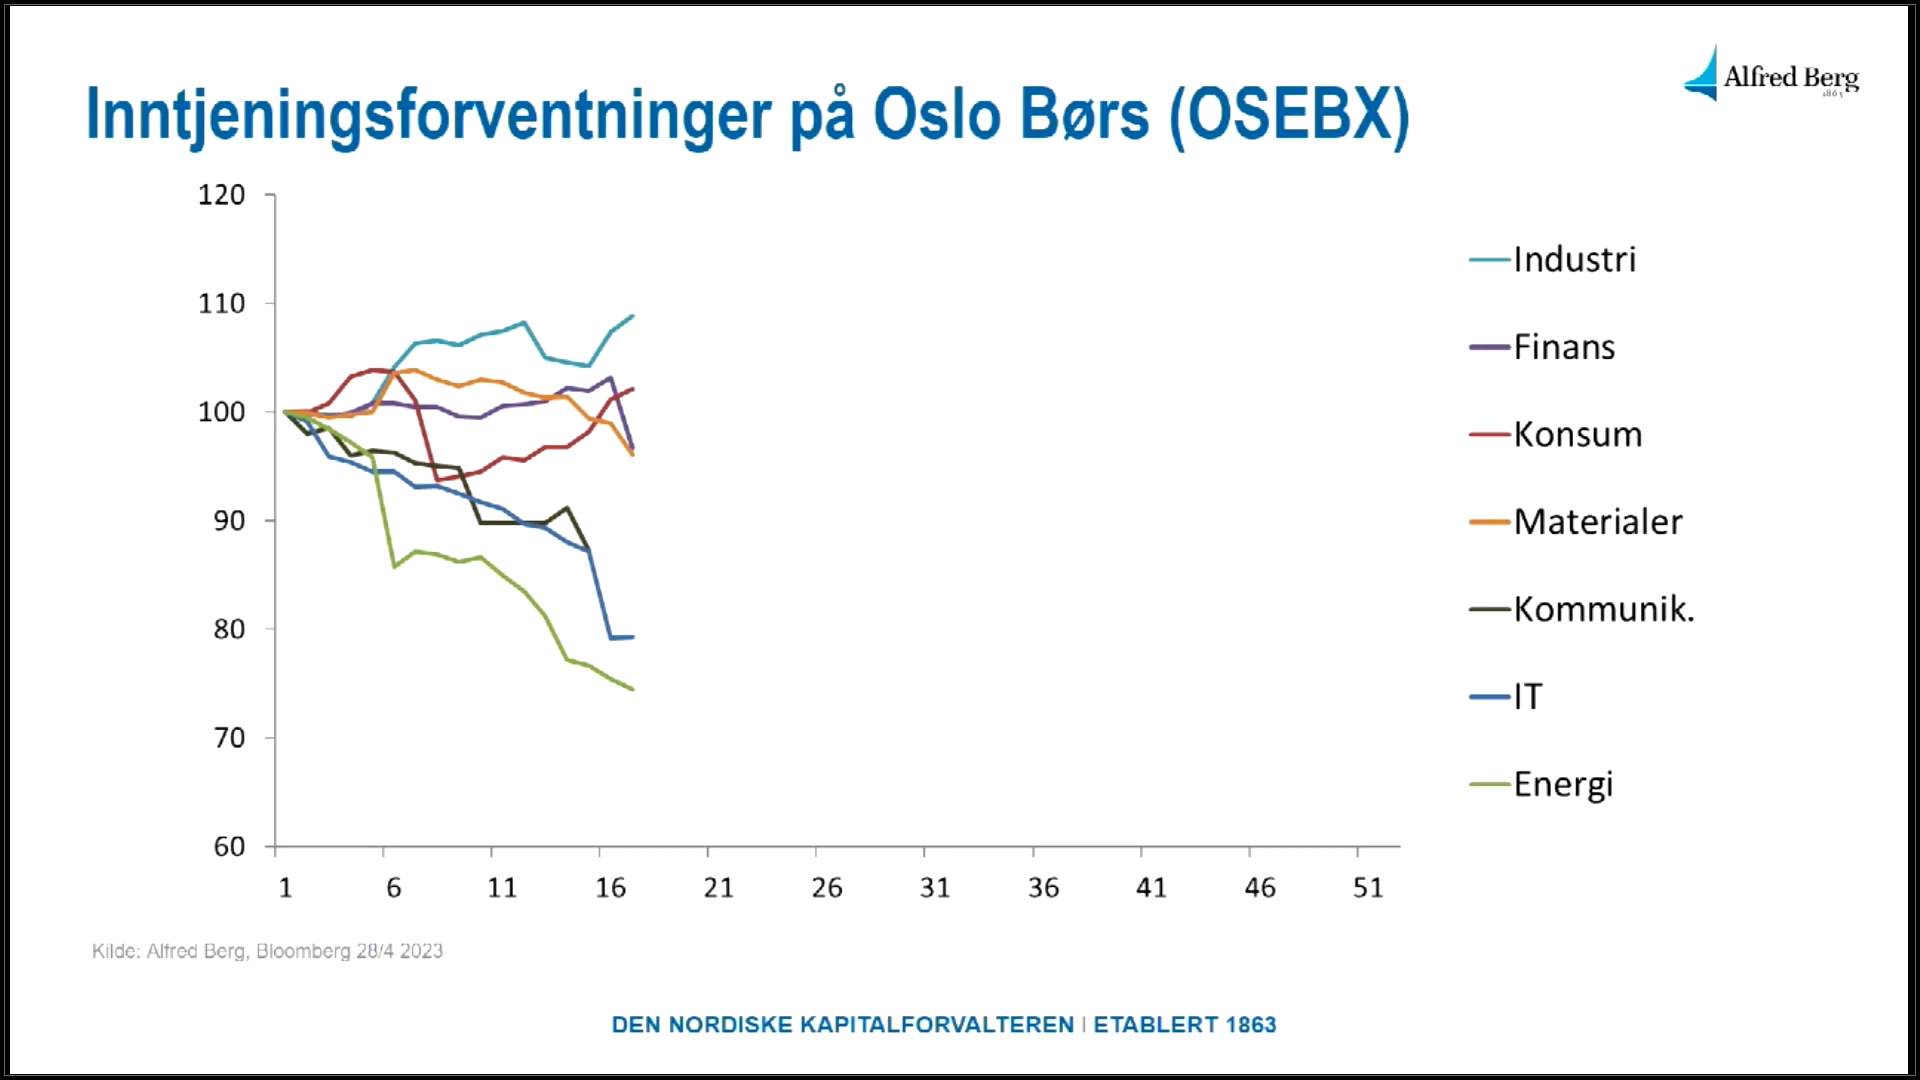 Alfred Berg
1863
Inntjeningsforventninger på Oslo Børs (OSEBX)
120
110
100
90
80
70
60
1 6 11 16 21 26 31 36 41 46 51
Industri
Finans
Konsum
Materialer
Kommunik.
IT
Energi
Kilde: Alfred Berg, Bloomberg 28/4 2023
DEN NORDISKE KAPITALFORVALTEREN | ETABLERT 1863